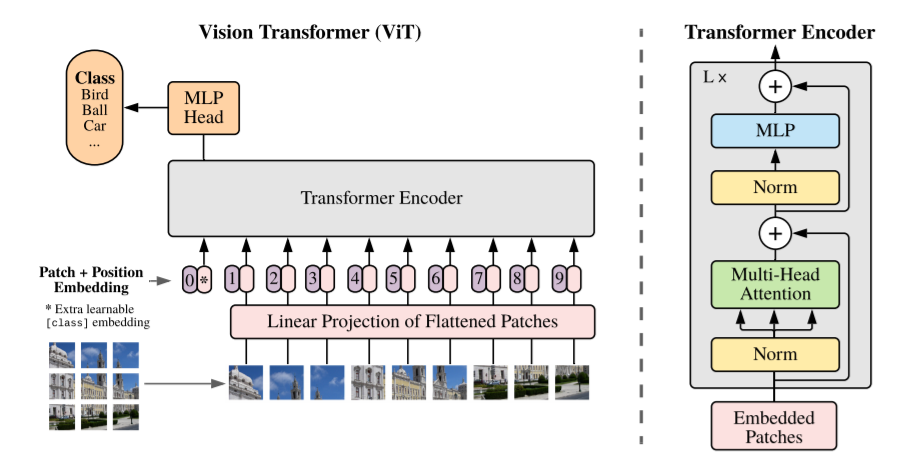 Vision Transformer (ViT)
Class
Bird
Ball
Car
...
MLP
Head
Transformer Encoder
Patch + Position
Embedding
0 * 1 2 3 4 5 6 7 8 9
* Extra learnable
[class] embedding
Linear Projection of Flattened Patches
Transformer Encoder
L ×
+
MLP
Norm
+
Multi-Head
Attention
Norm
Embedded
Patches